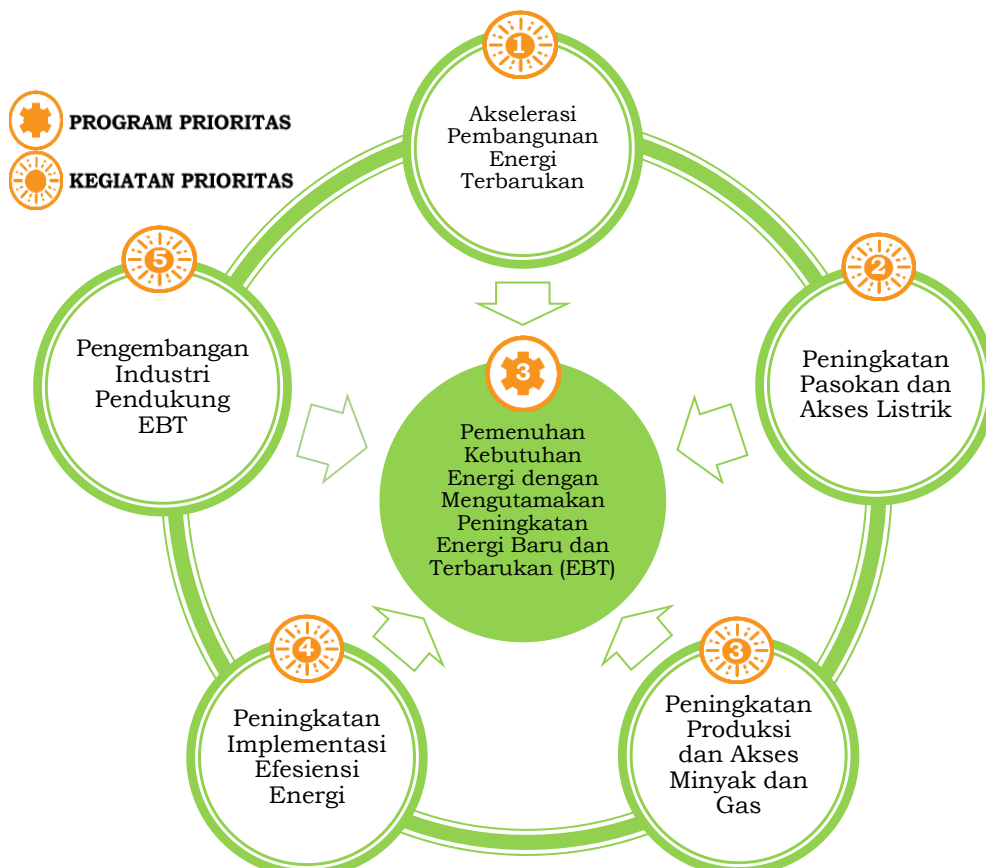 1
Akselerasi
Pembangunan
Energi
Terbarukan
PROGRAM PRIORITAS
KEGIATAN PRIORITAS
2
Peningkatan
Pasokan dan
Akses Listrik
5
Pengembangan
Industri
Pendukung
EBT
3
Pemenuhan
Kebutuhan
Energi dengan
Mengutamakan
Peningkatan
Energi Baru dan
Terbarukan (EBT)
4
Peningkatan
Implementasi
Efesiensi
Energi
3
Peningkatan
Produksi
dan Akses
Minyak dan
Gas